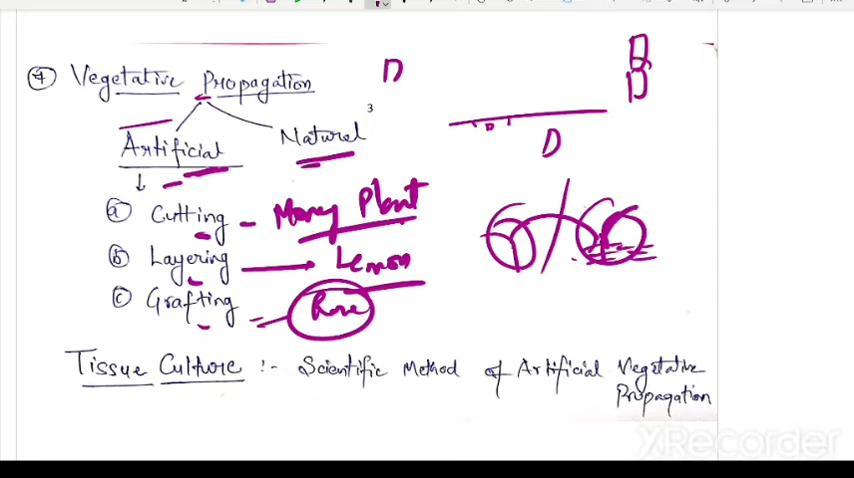 ④ Vegetative Propagation
D
B
D
3
Artificial
Natural
D
D
ⓐ Cutting - Money Plant
ⓑ Layering → Lemon
ⓒ Grafting - Rose
Tissue Culture :- Scientific Method of Artificial Vegetative
Propagation
XRecorder